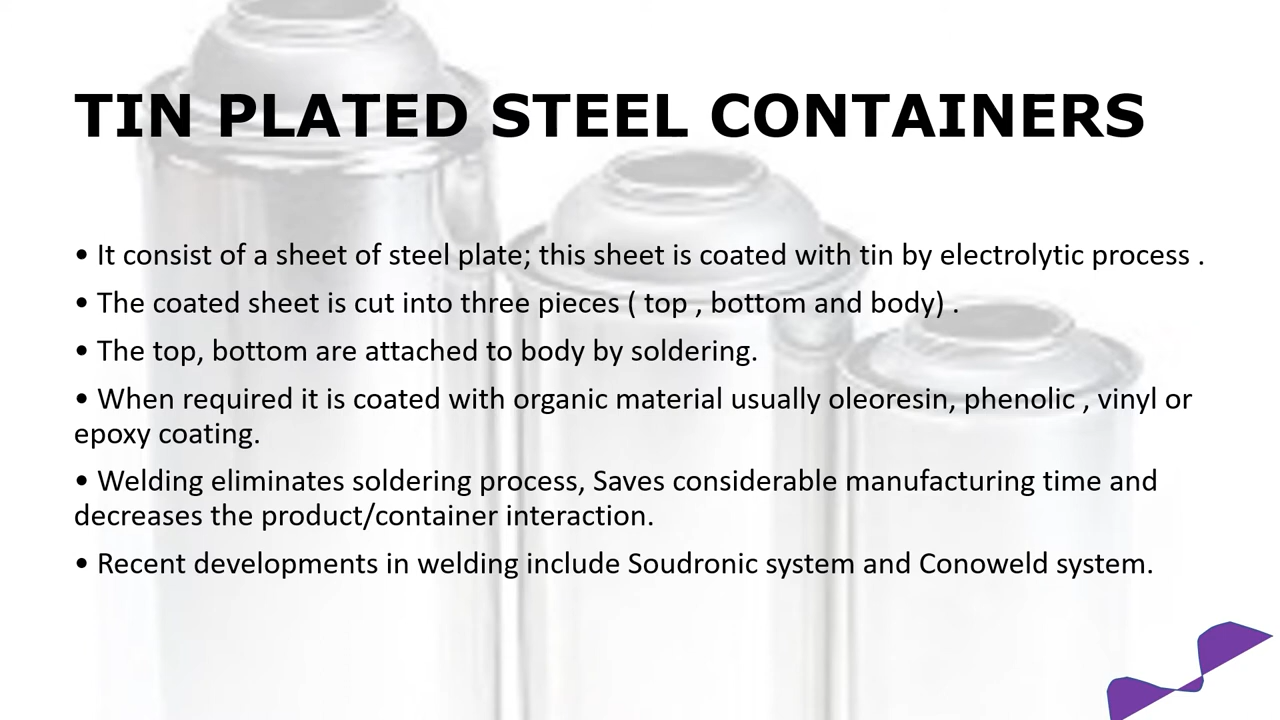 TIN PLATED STEEL CONTAINERS
• It consist of a sheet of steel plate; this sheet is coated with tin by electrolytic process .
• The coated sheet is cut into three pieces ( top , bottom and body) .
• The top, bottom are attached to body by soldering.
• When required it is coated with organic material usually oleoresin, phenolic , vinyl or
epoxy coating.
• Welding eliminates soldering process, Saves considerable manufacturing time and
decreases the product/container interaction.
• Recent developments in welding include Soudronic system and Conoweld system.